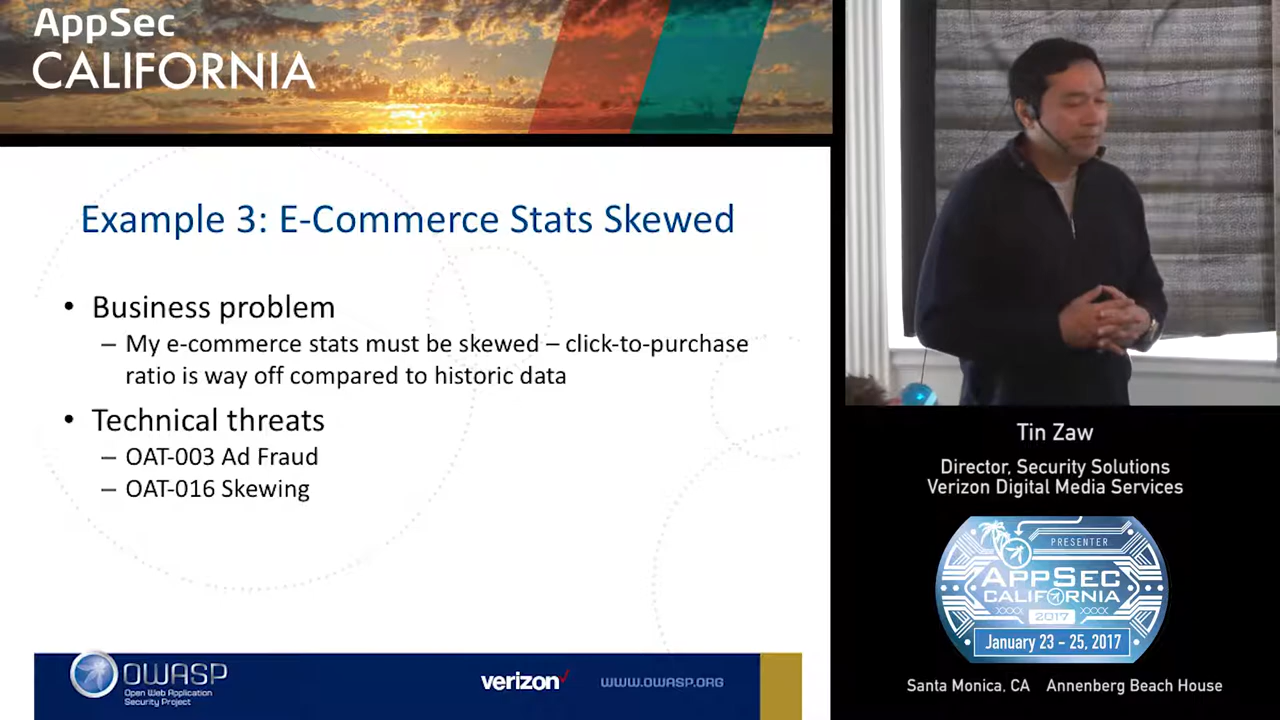 AppSec
CALIFORNIA
Example 3: E-Commerce Stats Skewed
• Business problem
– My e-commerce stats must be skewed – click-to-purchase
ratio is way off compared to historic data
• Technical threats
– OAT-003 Ad Fraud
– OAT-016 Skewing
OWASP
Open Web Application
Security Project
verizon
WWW.OWASP.ORG
Tin Zaw
Director, Security Solutions
Verizon Digital Media Services
PRESENTER
APPSEC
CALIFORNIA
2017
January 23 - 25, 2017
Santa Monica, CA Annenberg Beach House